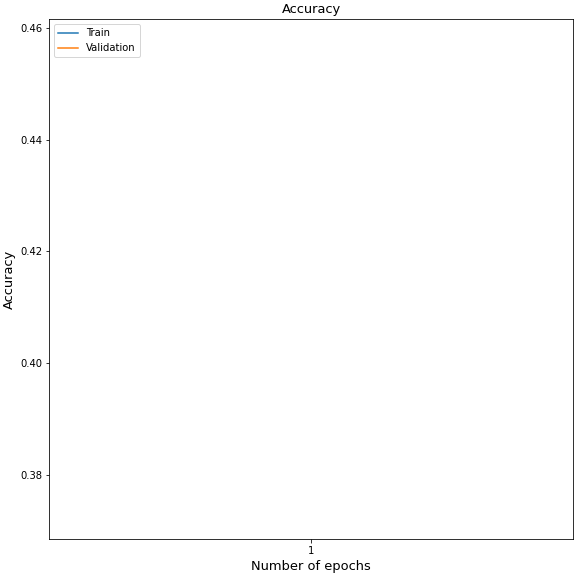 Accuracy
Train
Validation
0.46
0.44
0.42
0.40
0.38
Accuracy
1
Number of epochs